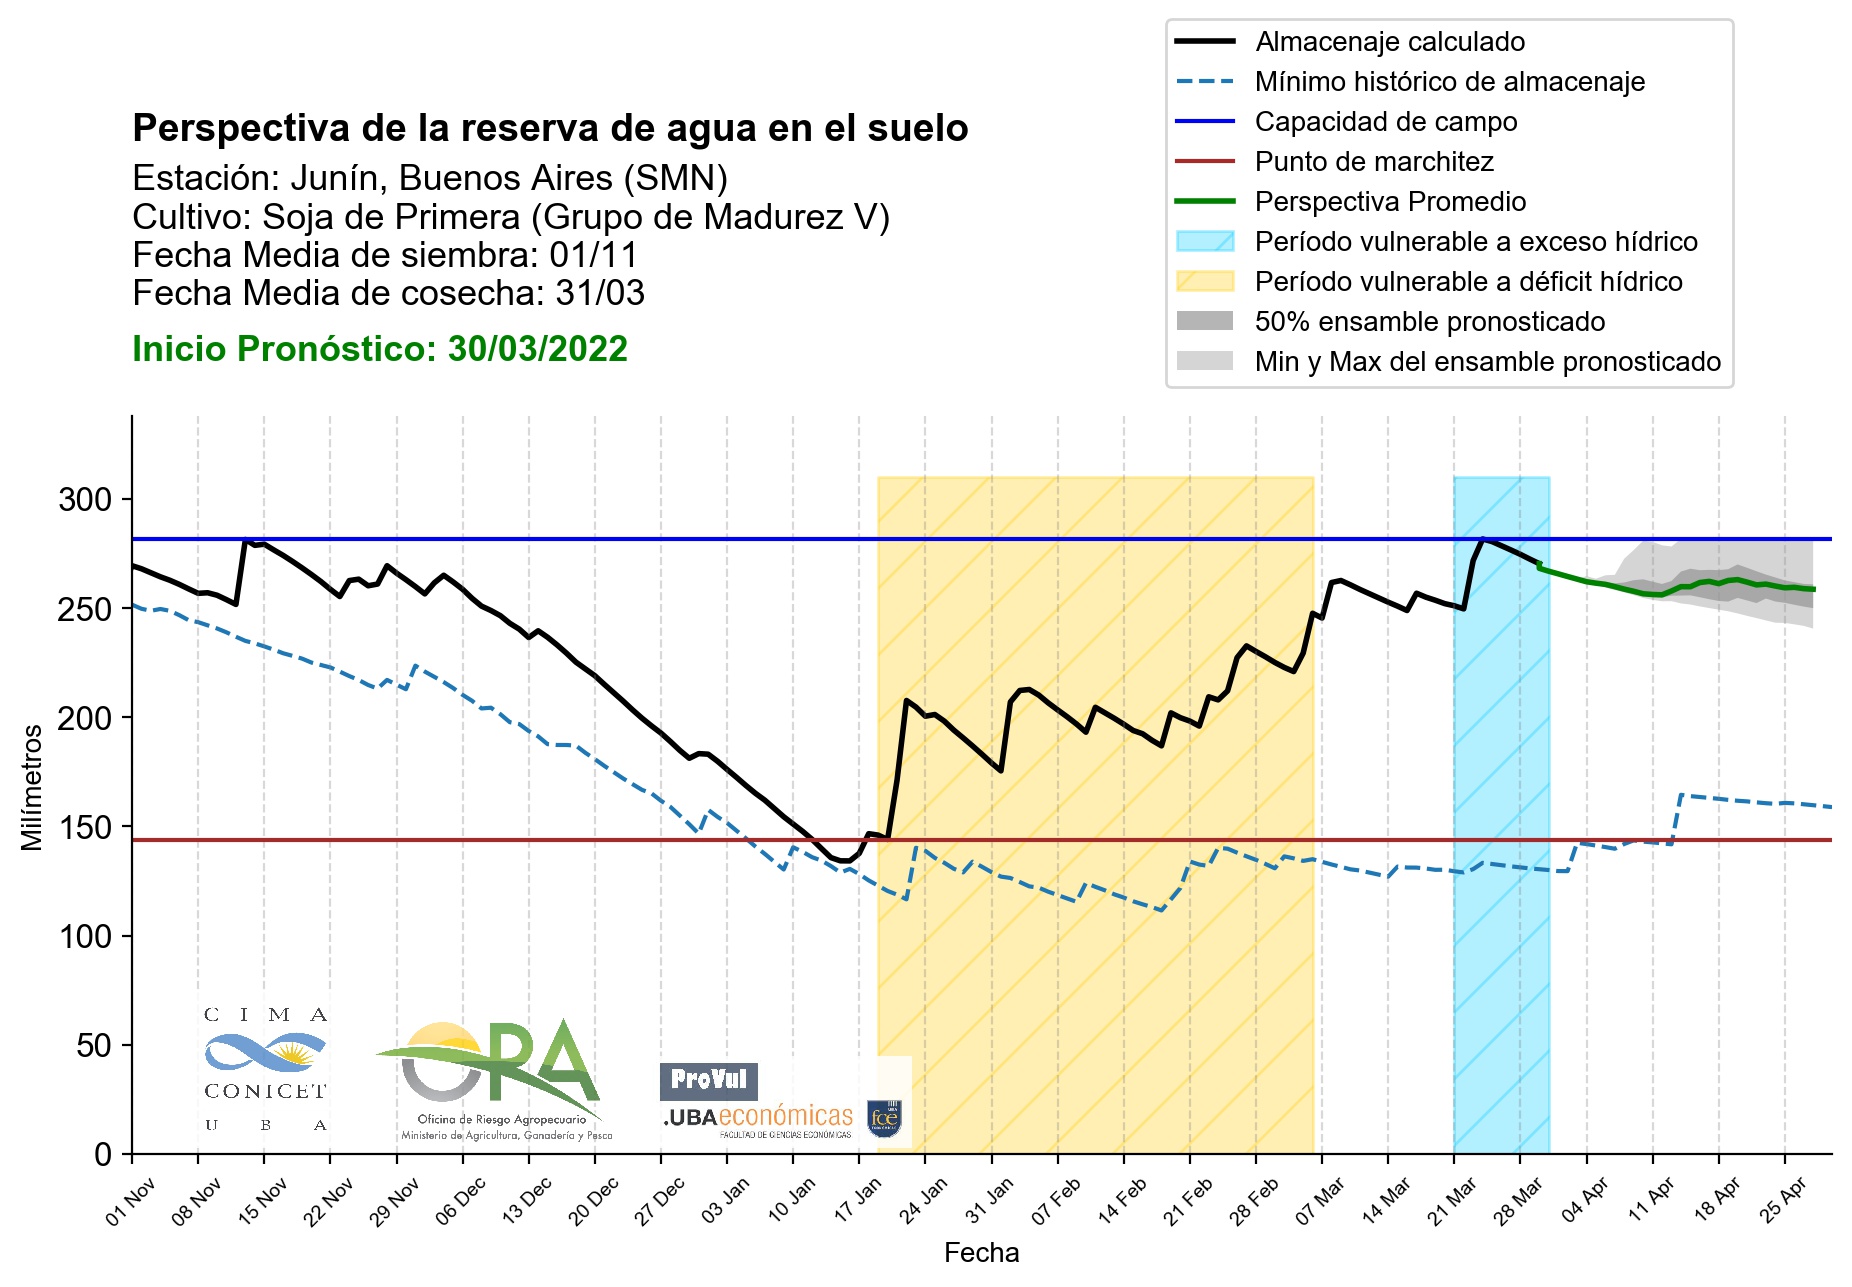 Almacenaje calculado
Mínimo histórico de almacenaje
Capacidad de campo
Punto de marchitez
Perspectiva Promedio
Período vulnerable a exceso hídrico
Período vulnerable a déficit hídrico
50% ensamble pronosticado
Min y Max del ensamble pronosticado
Perspectiva de la reserva de agua en el suelo
Estación: Junín, Buenos Aires (SMN)
Cultivo: Soja de Primera (Grupo de Madurez V)
Fecha Media de siembra: 01/11
Fecha Media de cosecha: 31/03
Inicio Pronóstico: 30/03/2022
Milímetros
300
250
200
150
100
50
0
C I M A
CONICET
U B A
ORA
Oficina de Riesgo Agropecuario
Ministerio de Agricultura, Ganadería y Pesca
ProVul
.UBAeconómicas
FACULTAD DE CIENCIAS ECONÓMICAS
UBA
fce
01 Nov
08 Nov
15 Nov
22 Nov
29 Nov
06 Dec
13 Dec
20 Dec
27 Dec
03 Jan
10 Jan
17 Jan
24 Jan
31 Jan
07 Feb
14 Feb
21 Feb
28 Feb
07 Mar
14 Mar
21 Mar
28 Mar
04 Apr
11 Apr
18 Apr
25 Apr
Fecha